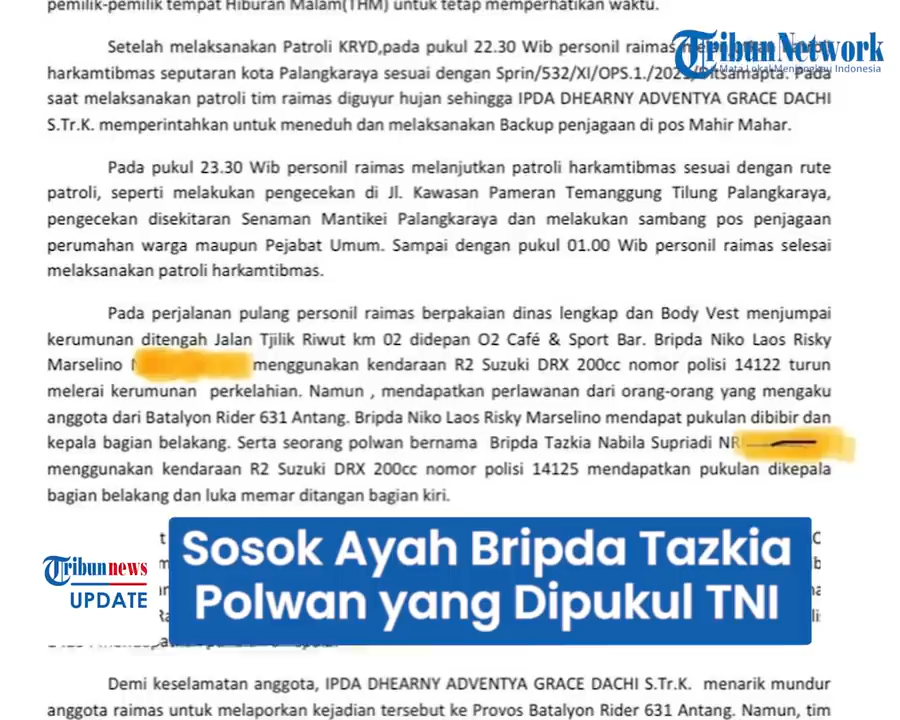 pemilik-pemilik tempat Hiburan Malam(THM) untuk tetap memperhatikan waktu.
Tribun Network
Mata Lokal Menjangkau Indonesia
Setelah melaksanakan Patroli KRYD,pada pukul 22.30 Wib personil raimas
harkamtibmas seputaran kota Palangkaraya sesuai dengan Sprin/532/XI/OPS.1./202 Pada
saat melaksanakan patroli tim raimas diguyur hujan sehingga IPDA DHEARNY ADVENTYA GRACE DACHI
S.Tr.K. memperintahkan untuk meneduh dan melaksanakan Backup penjagaan di pos Mahir Mahar.
Pada pukul 23.30 Wib personil raimas melanjutkan patroli harkamtibmas sesuai dengan rute
patroli, seperti melakukan pengecekan di Jl. Kawasan Pameran Temanggung Tilung Palangkaraya,
pengecekan disekitaran Senaman Mantikei Palangkaraya dan melakukan sambang pos penjagaan
perumahan warga maupun Pejabat Umum. Sampai dengan pukul 01.00 Wib personil raimas selesai
melaksanakan patroli harkamtibmas.
Pada perjalanan pulang personil raimas berpakaian dinas lengkap dan Body Vest menjumpai
kerumunan ditengah Jalan Tjilik Riwut km 02 didepan O2 Café & Sport Bar. Bripda Niko Laos Risky
Marselino menggunakan kendaraan R2 Suzuki DRX 200cc nomor polisi 14122 turun
melerai kerumunan perkelahian. Namun , mendapatkan perlawanan dari orang-orang yang mengaku
anggota dari Batalyon Rider 631 Antang. Bripda Niko Laos Risky Marselino mendapat pukulan dibibir dan
kepala bagian belakang. Serta seorang polwan bernama Bripda Tazkia Nabila Supriadi NR
menggunakan kendaraan R2 Suzuki DRX 200cc nomor polisi 14125 mendapatkan pukulan dikepala
bagian belakang dan luka memar ditangan bagian kiri.
Sosok Ayah Bripda Tazkia
Polwan yang Dipukul TNI
Tribunnews
UPDATE
Demi keselamatan anggota, IPDA DHEARNY ADVENTYA GRACE DACHI S.Tr.K. menarik mundur
anggota raimas untuk melaporkan kejadian tersebut ke Provos Batalyon Rider 631 Antang. Namun, tim